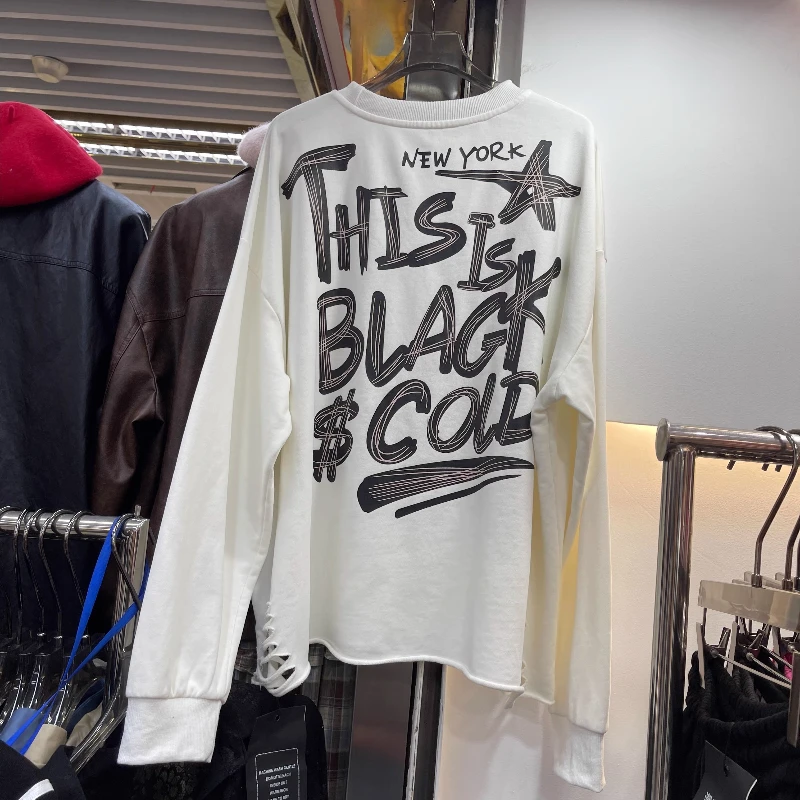 NEW YORK
THIS IS
BLACK
$ COLD